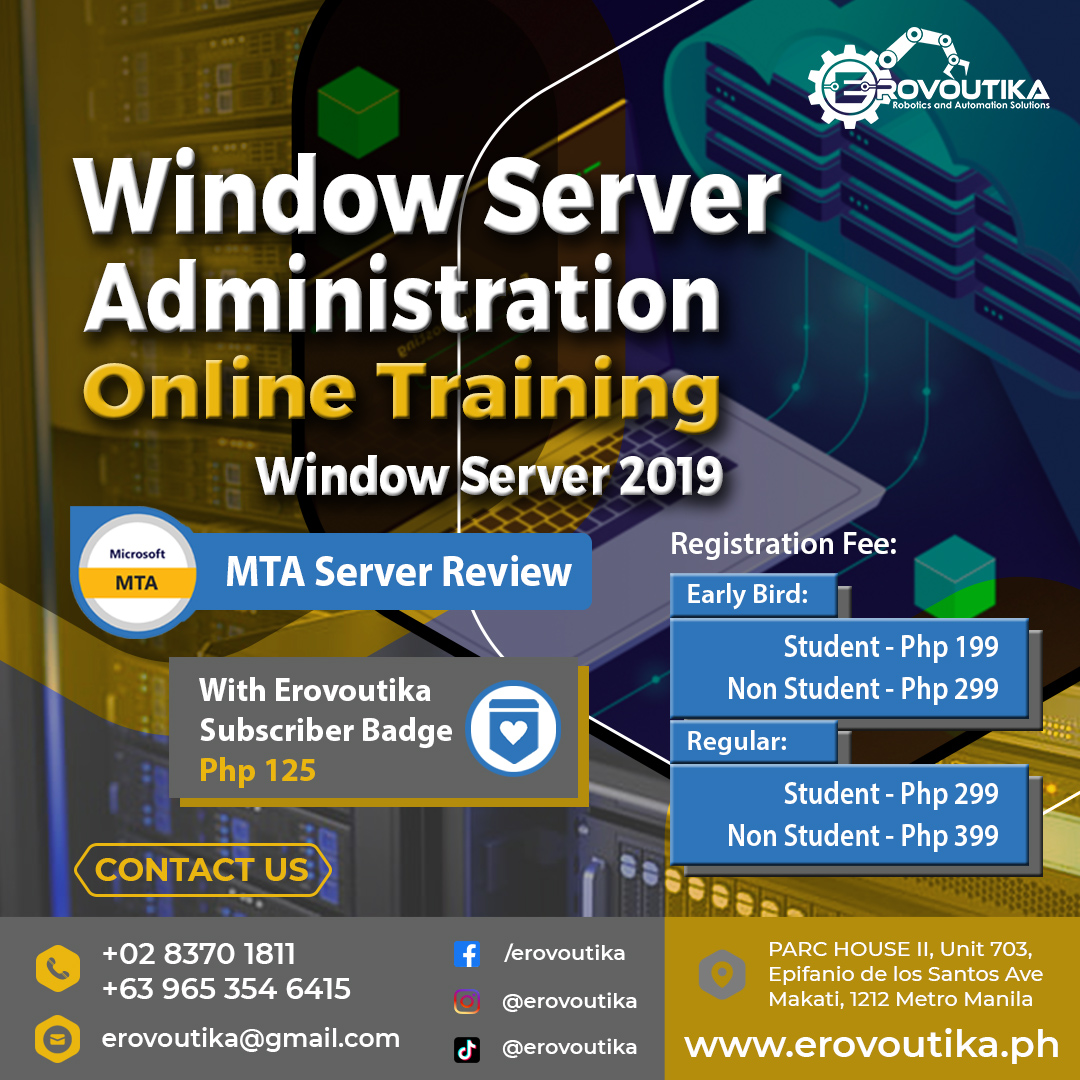 EROVOUTIKA
Robotics and Automation Solutions
Window Server
Administration
Online Training
Window Server 2019
Microsoft
MTA
MTA Server Review
With Erovoutika
Subscriber Badge
Php 125
Registration Fee:
Early Bird:
Student - Php 199
Non Student - Php 299
Regular:
Student - Php 299
Non Student - Php 399
CONTACT US
+02 8370 1811
+63 965 354 6415
erovoutika@gmail.com
/erovoutika
@erovoutika
@erovoutika
PARC HOUSE II, Unit 703,
Epifanio de los Santos Ave
Makati, 1212 Metro Manila
www.erovoutika.ph